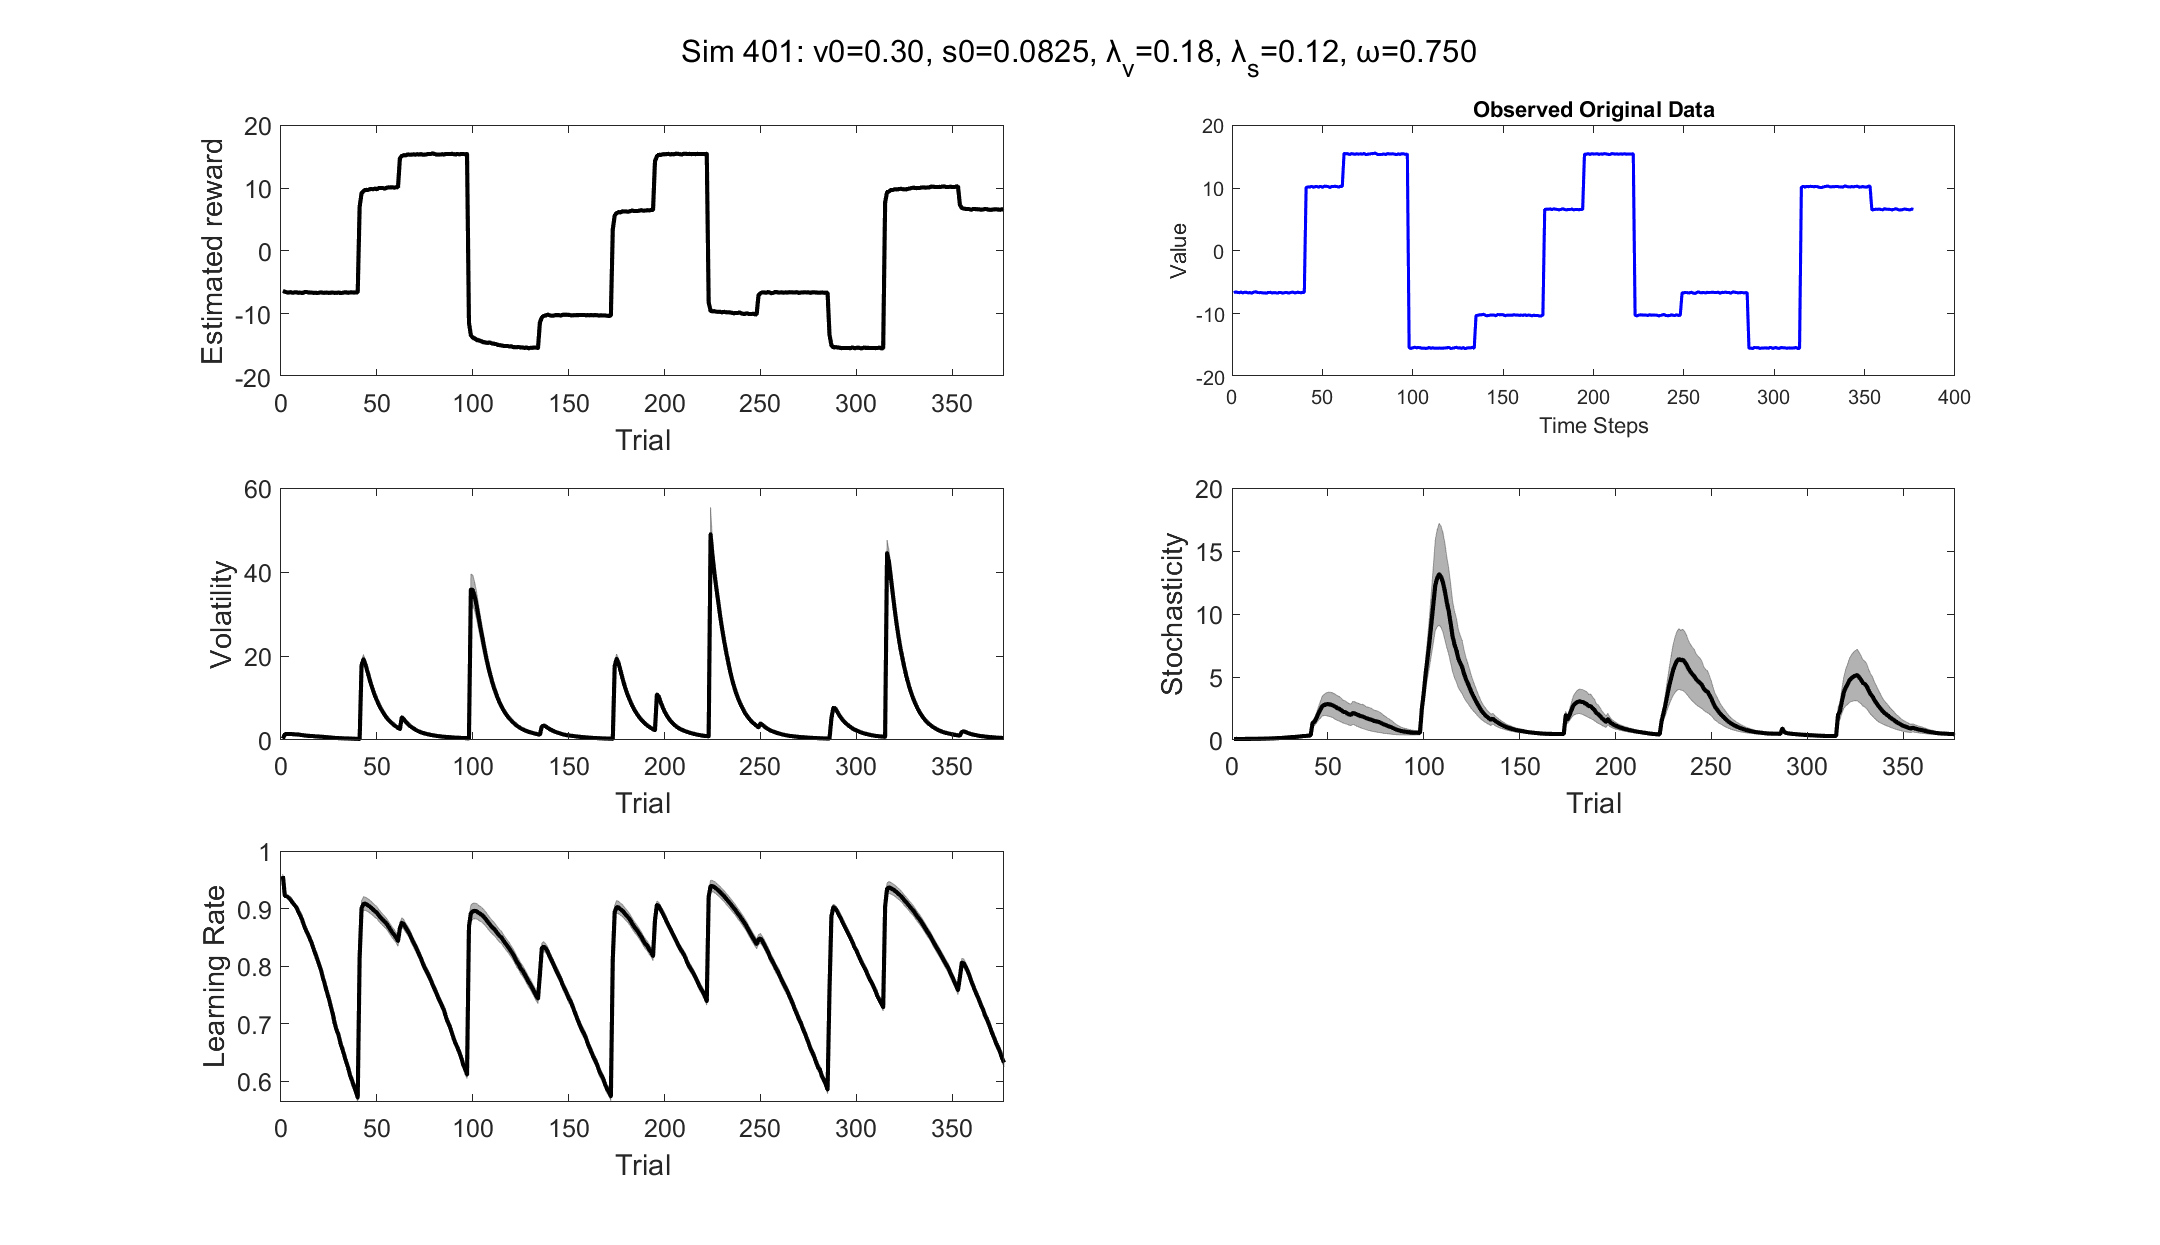 Sim 401: v0=0.30, s0=0.0825, λv=0.18, λs=0.12, ω=0.750
20
10
0
-10
-20
Estimated reward
0 50 100 150 200 250 300 350
Trial
Observed Original Data
20
10
0
-10
-20
Value
0 50 100 150 200 250 300 350 400
Time Steps
60
40
20
0
Volatility
0 50 100 150 200 250 300 350
Trial
20
15
10
5
0
Stochasticity
0 50 100 150 200 250 300 350
Trial
1
0.9
0.8
0.7
0.6
Learning Rate
0 50 100 150 200 250 300 350
Trial